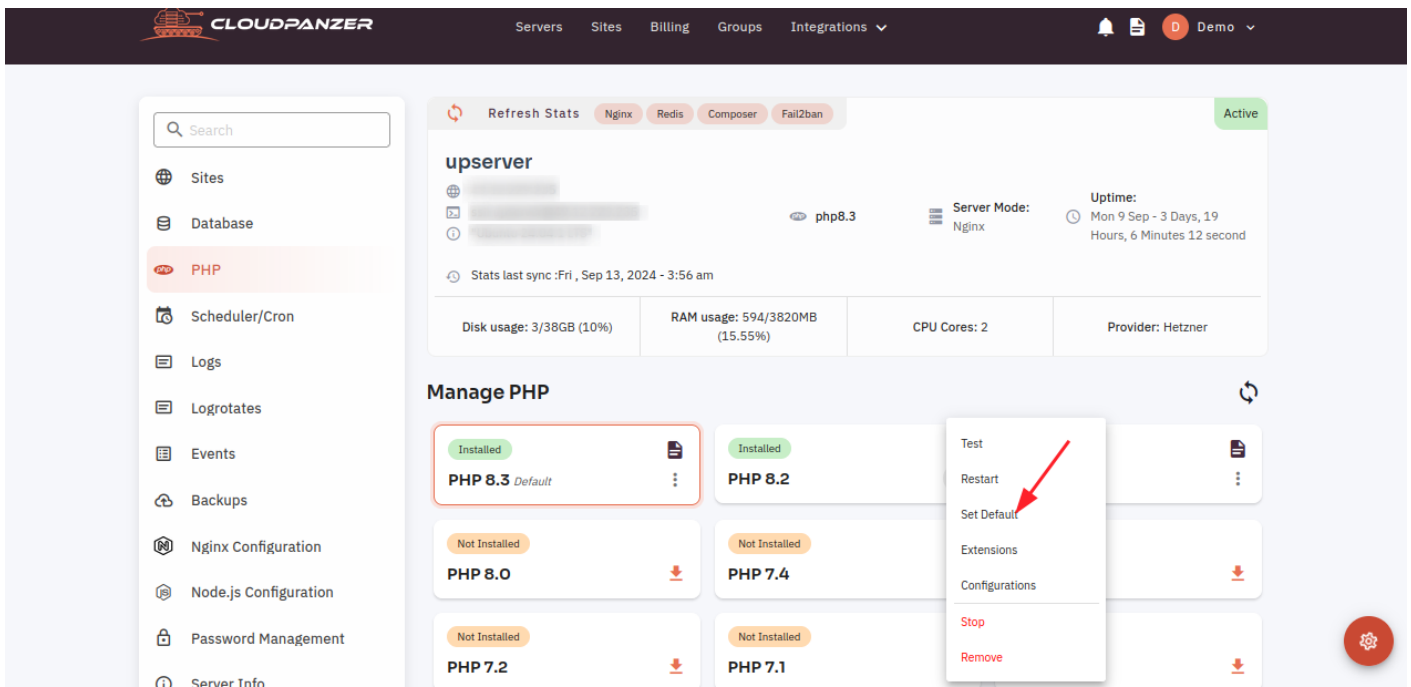 CLOUDPANZER
Servers Sites Billing Groups Integrations
D Demo
Search
Sites
Database
PHP
Scheduler/Cron
Logs
Logrotates
Events
Backups
Nginx Configuration
Node.js Configuration
Password Management
Server Info
Refresh Stats Nginx Redis Composer Fail2ban
Active
upserver
php8.3
Server Mode:
Nginx
Uptime:
Mon 9 Sep - 3 Days, 19
Hours, 6 Minutes 12 second
Stats last sync :Fri , Sep 13, 2024 - 3:56 am
Disk usage: 3/38GB (10%)
RAM usage: 594/3820MB
(15.55%)
CPU Cores: 2
Provider: Hetzner
Manage PHP
Installed
PHP 8.3 Default
Installed
PHP 8.2
Test
Restart
Set Default
Extensions
Configurations
Stop
Remove
Not Installed
PHP 8.0
Not Installed
PHP 7.4
Not Installed
PHP 7.2
Not Installed
PHP 7.1